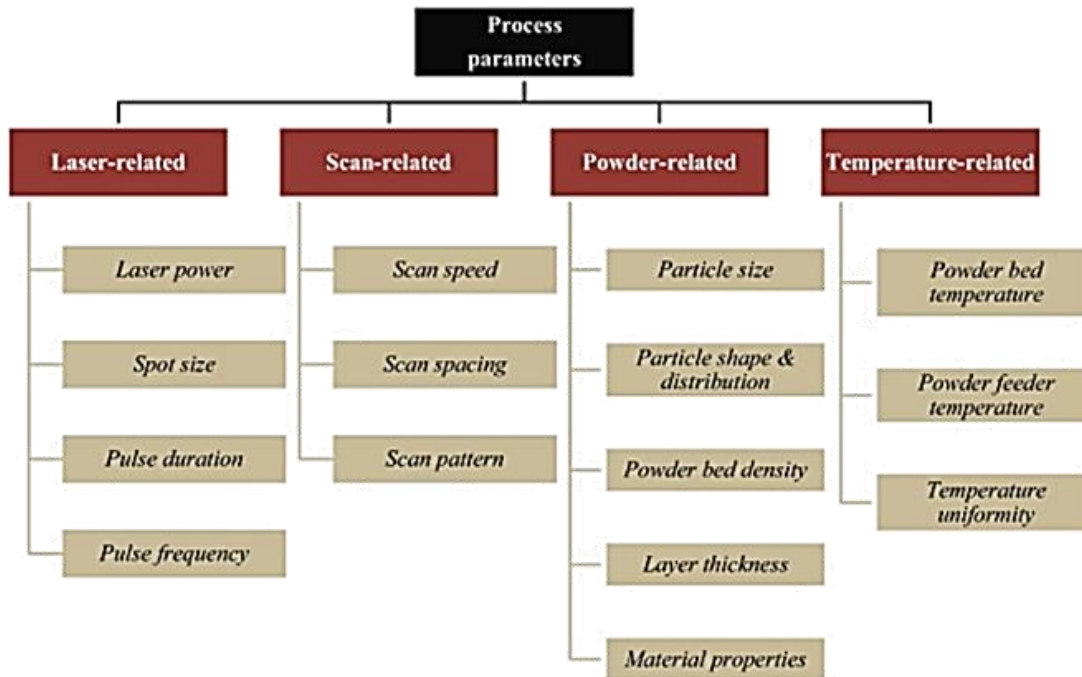 Process
parameters
Laser-related
Scan-related
Powder-related
Temperature-related
Laser power
Spot size
Pulse duration
Pulse frequency
Scan speed
Scan spacing
Scan pattern
Particle size
Particle shape &
distribution
Powder bed density
Layer thickness
Material properties
Powder bed
temperature
Powder feeder
temperature
Temperature
uniformity